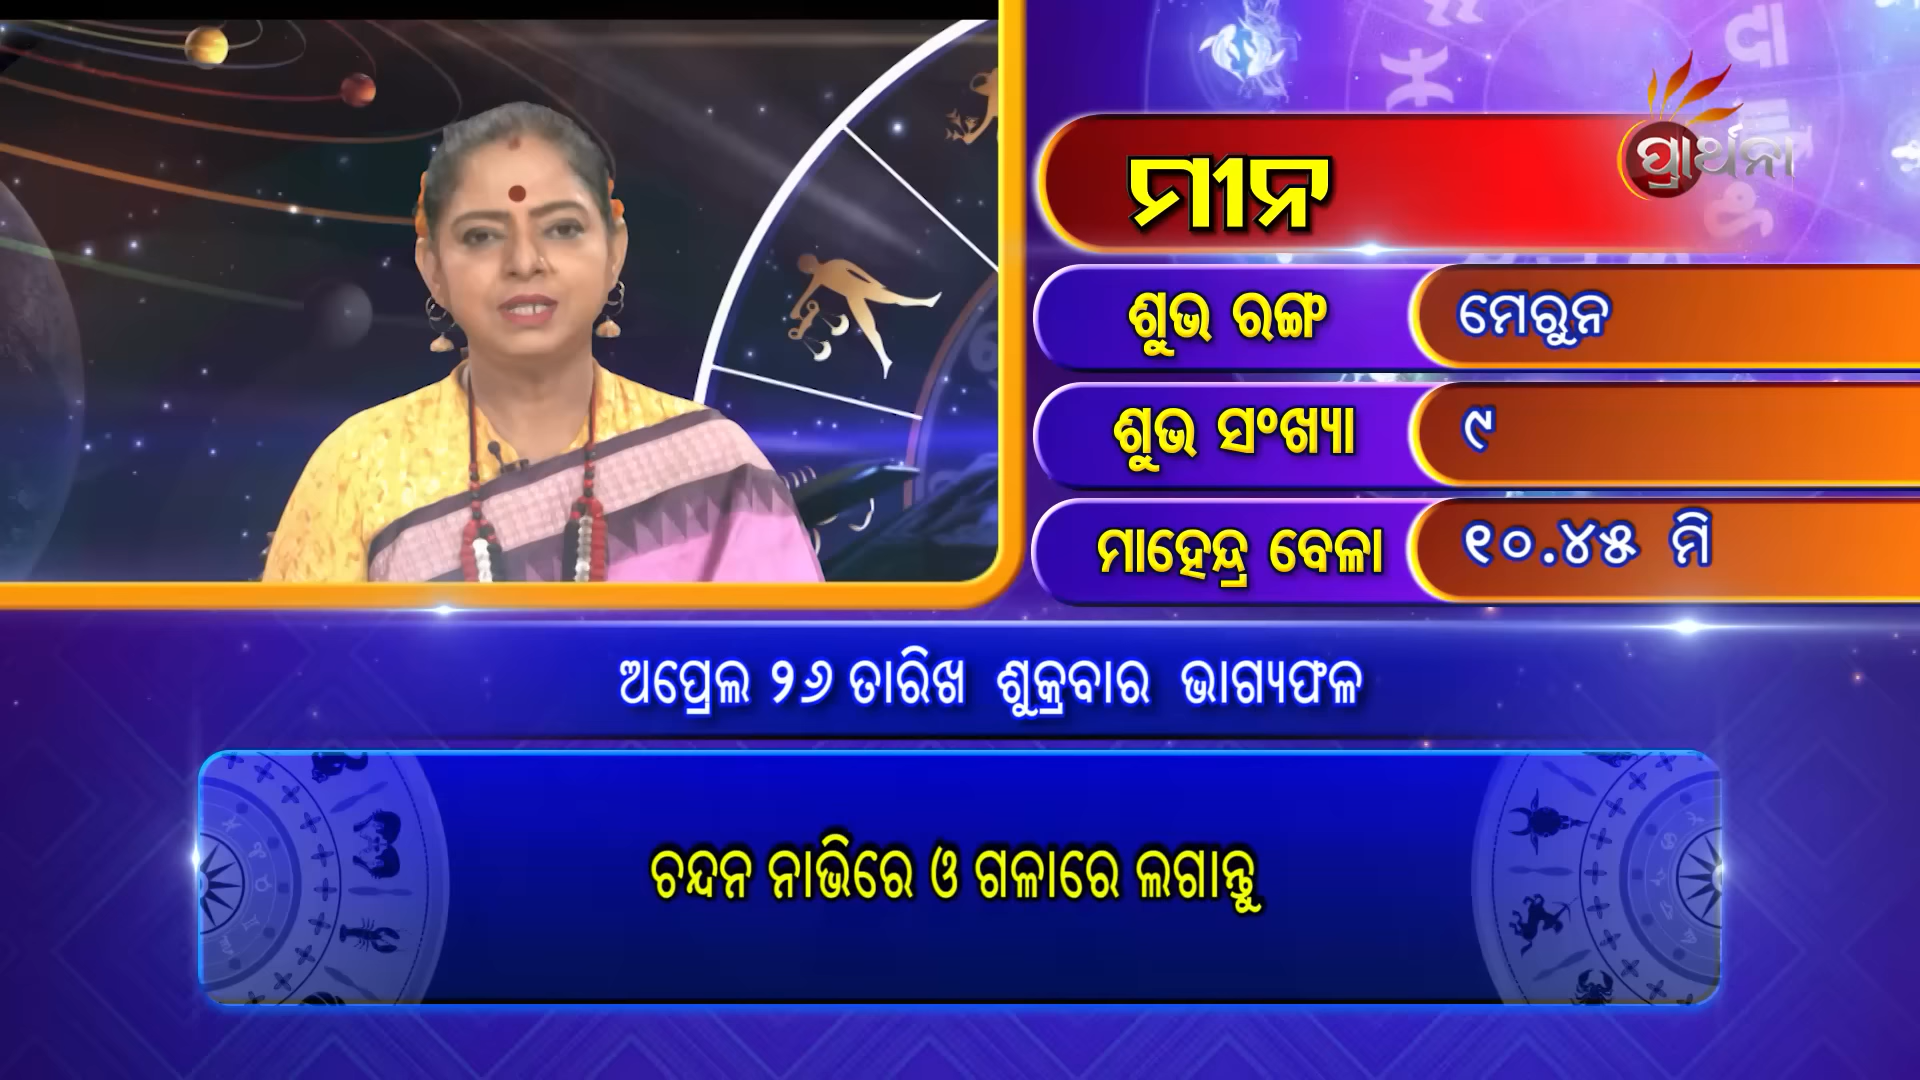 ମୀନ
ପ୍ରାର୍ଥନା
ଶୁଭ ରଙ୍ଗ
ମେରୁନ
ଶୁଭ ସଂଖ୍ୟା
୯
ମାହେନ୍ଦ୍ର ବେଳା
୧୦.୪୫ ମି
ଅପ୍ରେଲ ୨୬ ତାରିଖ ଶୁକ୍ରବାର ଭାଗ୍ୟଫଳ
ଚନ୍ଦନ ନାଭିରେ ଓ ଗଳାରେ ଲଗାନ୍ତୁ